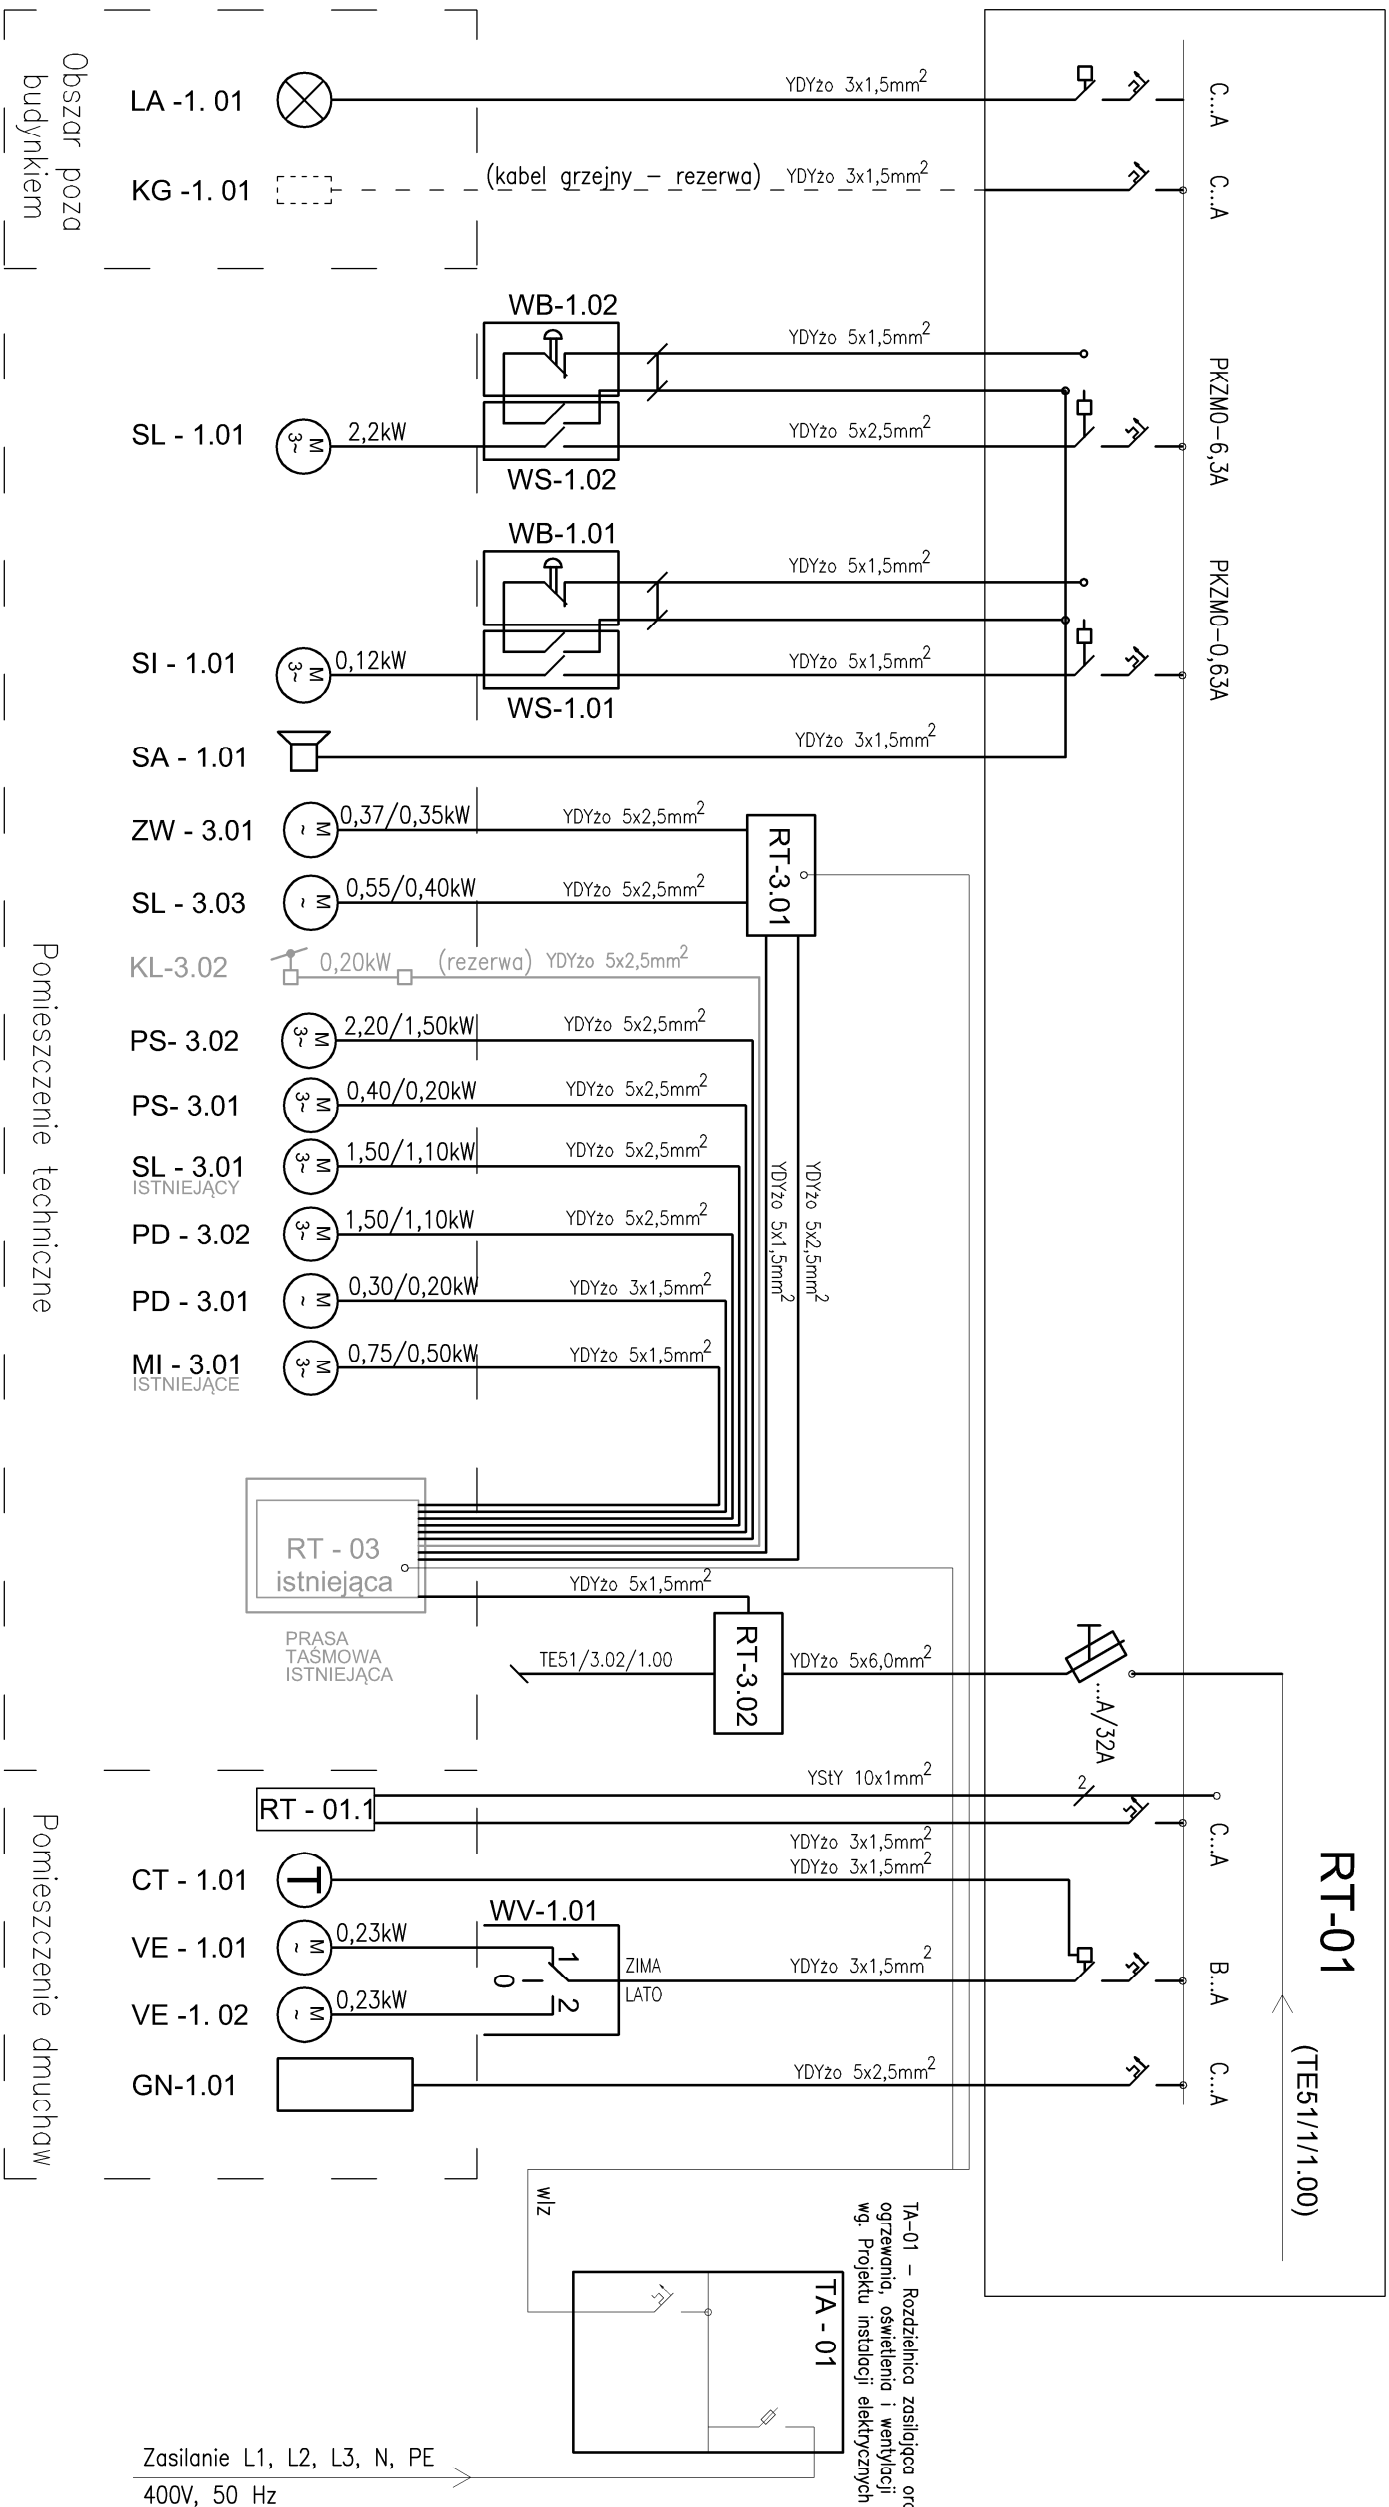 Obszar poza
budynkiem
LA -1. 01
YDYżo 3x1,5mm2
C...A
KG -1. 01
(kabel grzejny – rezerwa)
YDYżo 3x1,5mm2
C...A
WB-1.02
YDYżo 5x1,5mm2
PKZM0-6,3A
SL - 1.01
M
3~
2,2kW
YDYżo 5x2,5mm2
WS-1.02
WB-1.01
YDYżo 5x1,5mm2
PKZM0-0,63A
SI - 1.01
M
3~
0,12kW
YDYżo 5x1,5mm2
WS-1.01
SA - 1.01
YDYżo 3x1,5mm2
Pomieszczenie techniczne
ZW - 3.01
M
~
0,37/0,35kW
YDYżo 5x2,5mm2
RT-3.01
SL - 3.03
M
~
0,55/0,40kW
YDYżo 5x2,5mm2
KL-3.02
0,20kW
(rezerwa)
YDYżo 5x2,5mm2
PS- 3.02
M
3~
2,20/1,50kW
YDYżo 5x2,5mm2
PS- 3.01
M
3~
0,40/0,20kW
YDYżo 5x2,5mm2
SL - 3.01
ISTNIEJĄCY
M
3~
1,50/1,10kW
YDYżo 5x2,5mm2
YDYżo 5x1,5mm2
YDYżo 5x2,5mm2
PD - 3.02
M
3~
1,50/1,10kW
YDYżo 5x2,5mm2
PD - 3.01
M
~
0,30/0,20kW
YDYżo 3x1,5mm2
MI - 3.01
ISTNIEJĄCE
M
3~
0,75/0,50kW
YDYżo 5x1,5mm2
RT - 03
istniejąca
YDYżo 5x1,5mm2
PRASA
TAŚMOWA
ISTNIEJĄCA
TE51/3.02/1.00
RT-3.02
YDYżo 5x6,0mm2
...A/32A
RT-01
(TE51/1/1.00)
Pomieszczenie dmuchaw
RT - 01.1
YStY 10x1mm2
2
YDYżo 3x1,5mm2
C...A
CT - 1.01
T
YDYżo 3x1,5mm2
WV-1.01
VE - 1.01
M
~
0,23kW
1
0
2
ZIMA
LATO
YDYżo 3x1,5mm2
B...A
VE -1. 02
M
~
0,23kW
GN-1.01
YDYżo 5x2,5mm2
C...A
wlz
TA-01 – Rozdzielnica zasilająca
ogrzewania, oświetlenia i wentylacji
wg. Projektu instalacji elektrycznych
TA - 01
Zasilanie L1, L2, L3, N, PE
400V, 50 Hz